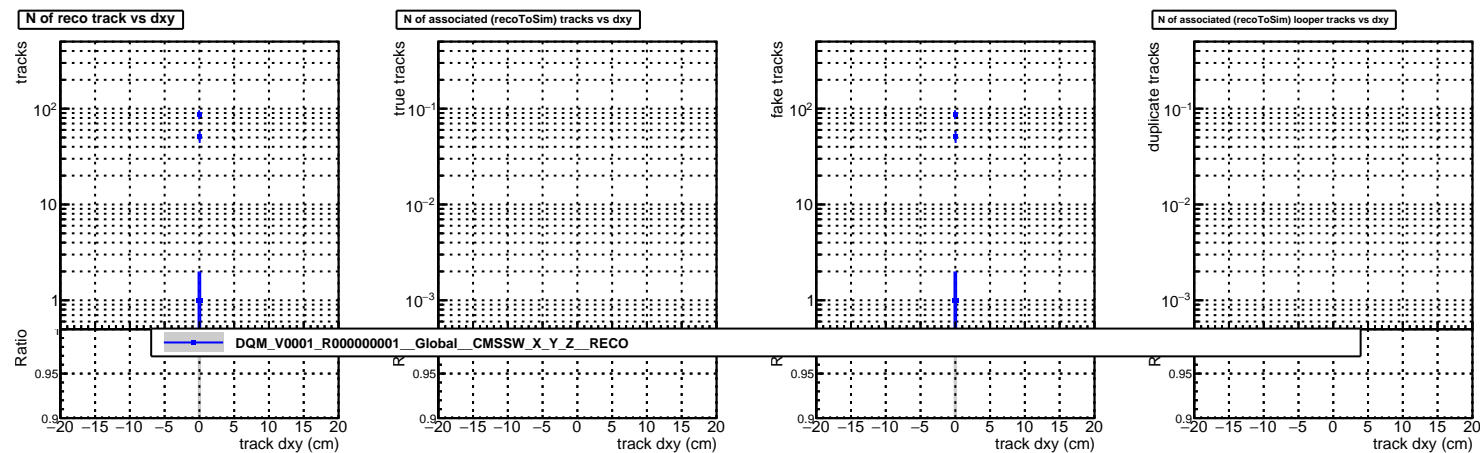 N of reco track vs dxy
tracks
10²
10
1
Ratio
1
0.95
0.9
−20 −15 −10 −5 0 5 10 15 20
track dxy (cm)
N of associated (recoToSim) tracks vs dxy
true tracks
10⁻¹
10⁻²
10⁻³
0.95
0.9
−20 −15 −10 −5 0 5 10 15 20
track dxy (cm)
fake tracks
10²
10
1
0.95
0.9
−20 −15 −10 −5 0 5 10 15 20
track dxy (cm)
N of associated (recoToSim) looper tracks vs dxy
duplicate tracks
10⁻¹
10⁻²
10⁻³
0.95
0.9
−20 −15 −10 −5 0 5 10 15 20
track dxy (cm)
DQM_V0001_R000000001__Global__CMSSW_X_Y_Z__RECO